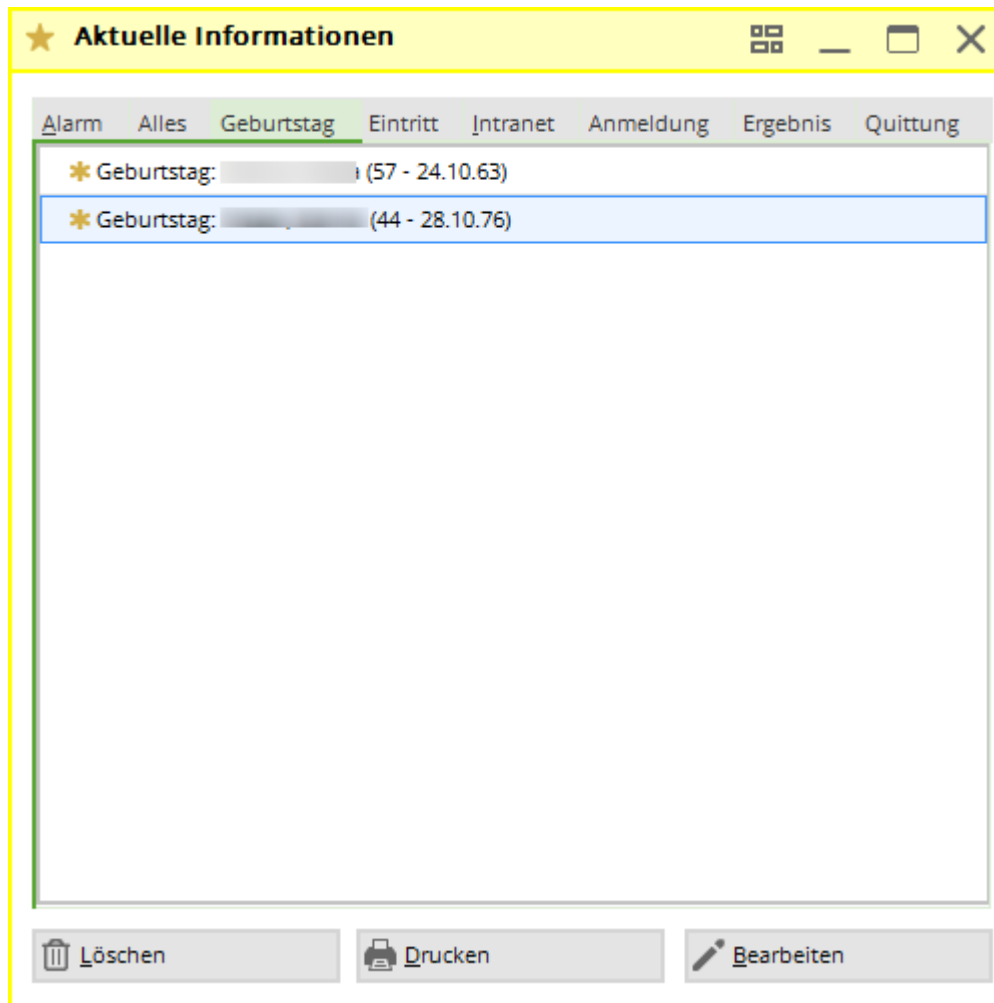 Aktuelle Informationen
Alarm Alles Geburtstag Eintritt Intranet Anmeldung Ergebnis Quittung
Geburtstag: (57 - 24.10.63)
Geburtstag: (44 - 28.10.76)
Löschen Drucken Bearbeiten